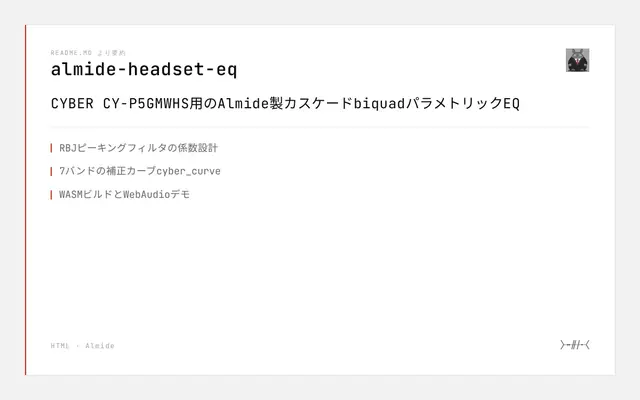 README.MD より要約
almide-headset-eq
CYBER CY-P5GMWHS用のAlmide製カスケードbiquadパラメトリックEQ
RBJピーキングフィルタの係数設計
7バンドの補正カーブcyber_curve
WASMビルドとWebAudioデモ
HTML · Almide